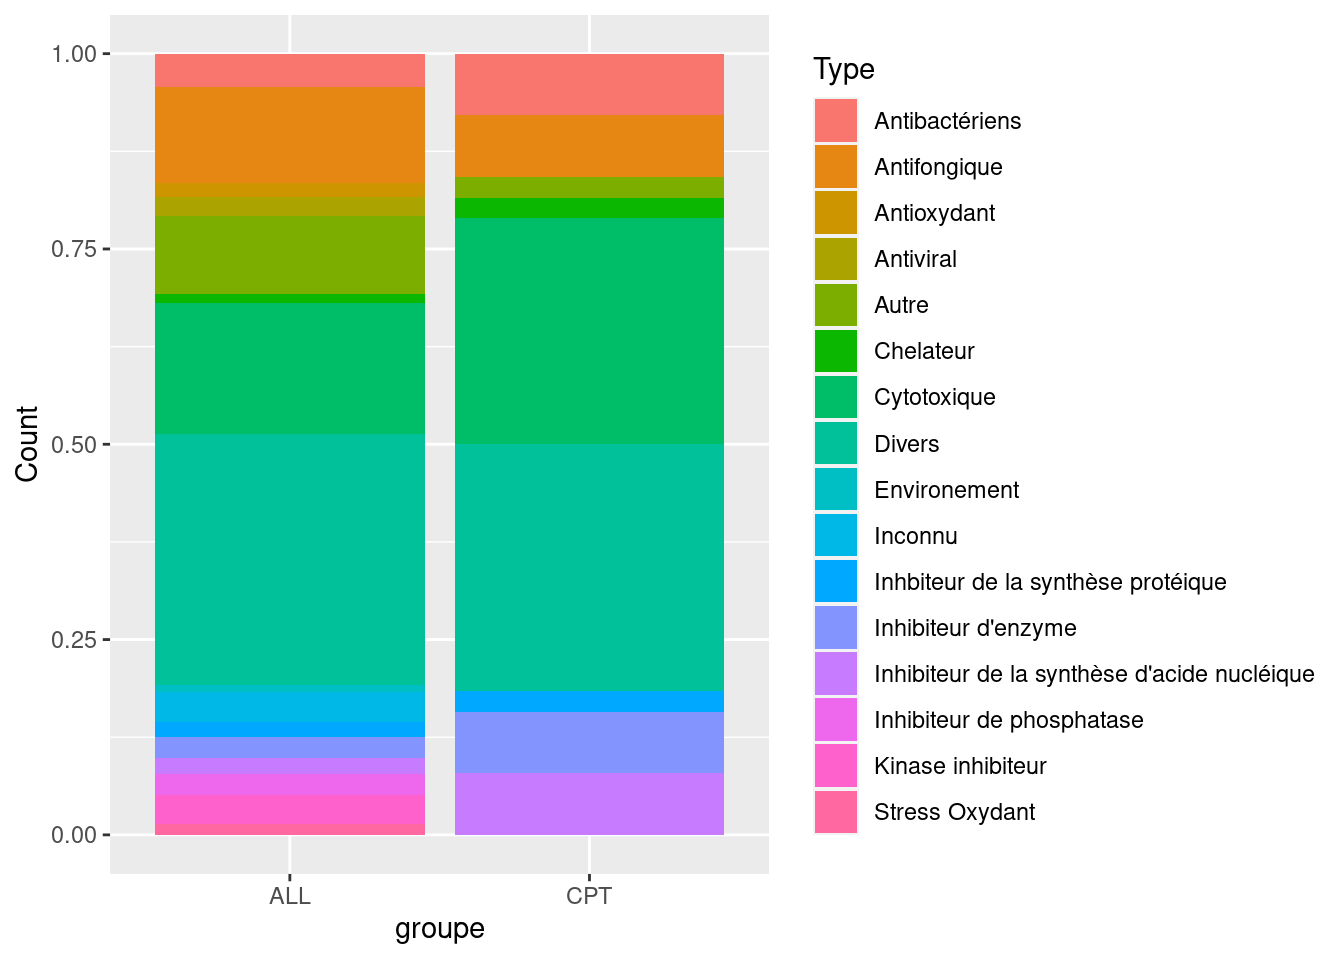 Count
1.00
0.75
0.50
0.25
0.00
ALL
CPT
groupe
Type
Antibactériens
Antifongique
Antioxydant
Antiviral
Autre
Chelateur
Cytotoxique
Divers
Environement
Inconnu
Inhbiteur de la synthèse protéique
Inhibiteur d'enzyme
Inhibiteur de la synthèse d'acide nucléique
Inhibiteur de phosphatase
Kinase inhibiteur
Stress Oxydant